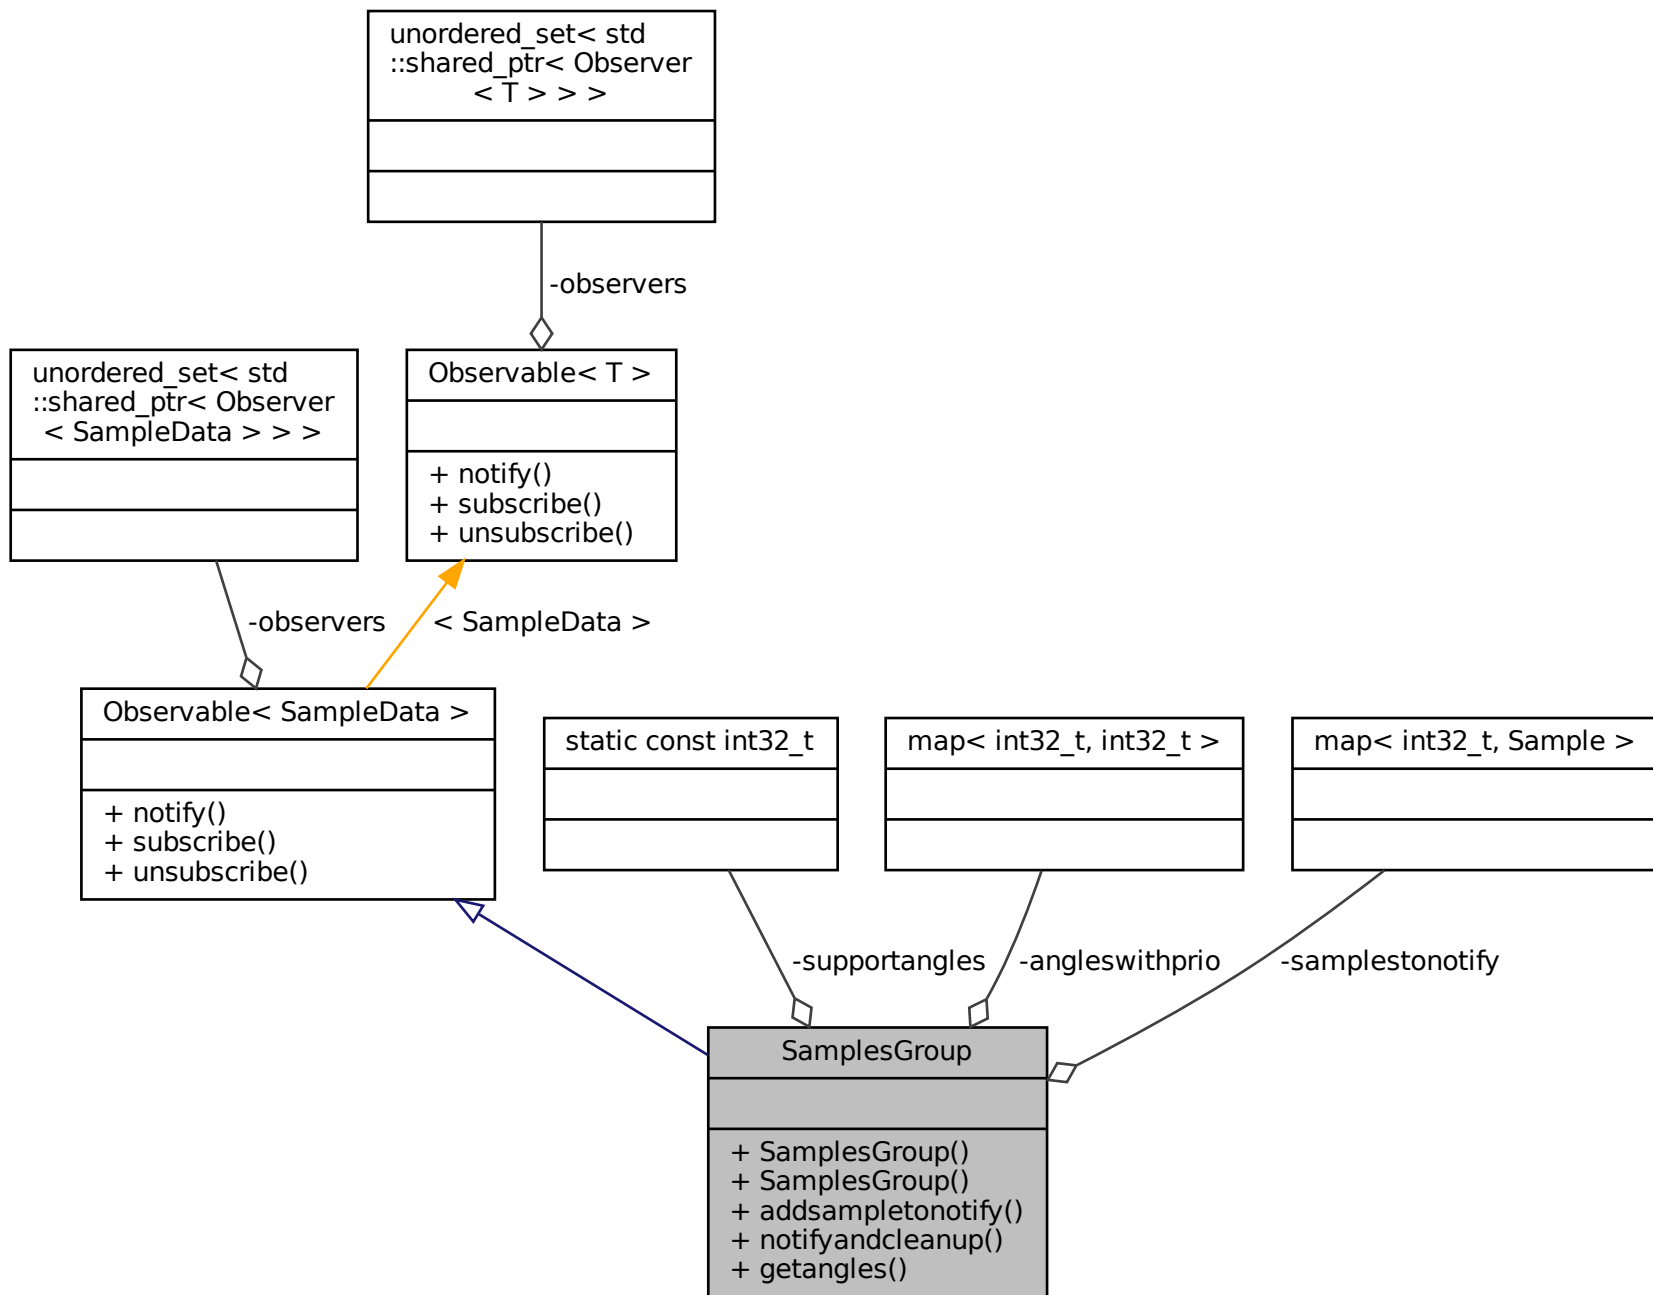 unordered_set< std
::shared_ptr< Observer
< T > > >
-observers
unordered_set< std
::shared_ptr< Observer
< SampleData > > >
Observable< T >
+ notify()
+ subscribe()
+ unsubscribe()
-observers
< SampleData >
Observable< SampleData >
+ notify()
+ subscribe()
+ unsubscribe()
static const int32_t
map< int32_t, int32_t >
map< int32_t, Sample >
-supportangles
-angleswithprio
-samplestonotify
SamplesGroup
+ SamplesGroup()
+ SamplesGroup()
+ addsampletonotify()
+ notifyandcleanup()
+ getangles()